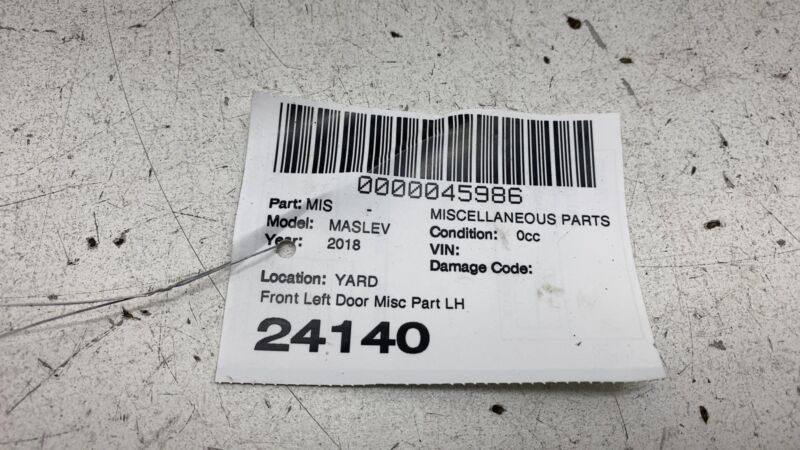 0000045986
Part: MIS
MISCELLANEOUS PARTS
Model: MASLEV
Condition: 0cc
Year: 2018
VIN:
Damage Code:
Location: YARD
Front Left Door Misc Part LH
24140